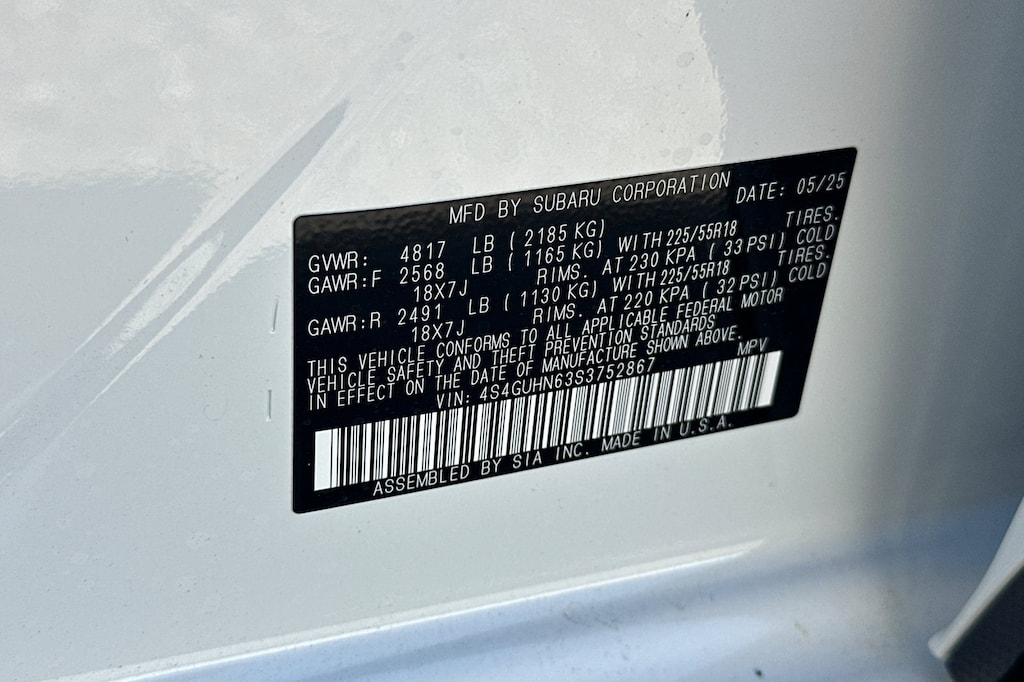 MFD BY SUBARU CORPORATION DATE: 05/25
GVWR: 4817 LB ( 2185 KG)
GAWR:F 2568 LB ( 1165 KG) WITH 225/55R18 TIRES.
18X7J RIMS. AT 230 KPA ( 33 PSI) COLD
GAWR:R 2491 LB ( 1130 KG) WITH 225/55R18 TIRES.
18X7J RIMS. AT 220 KPA ( 32 PSI) COLD
THIS VEHICLE CONFORMS TO ALL APPLICABLE FEDERAL MOTOR
VEHICLE SAFETY AND THEFT PREVENTION STANDARDS
IN EFFECT ON THE DATE OF MANUFACTURE SHOWN ABOVE.
VIN: 4S4GUHN63S3752867 MPV
ASSEMBLED BY SIA INC. MADE IN U.S.A.